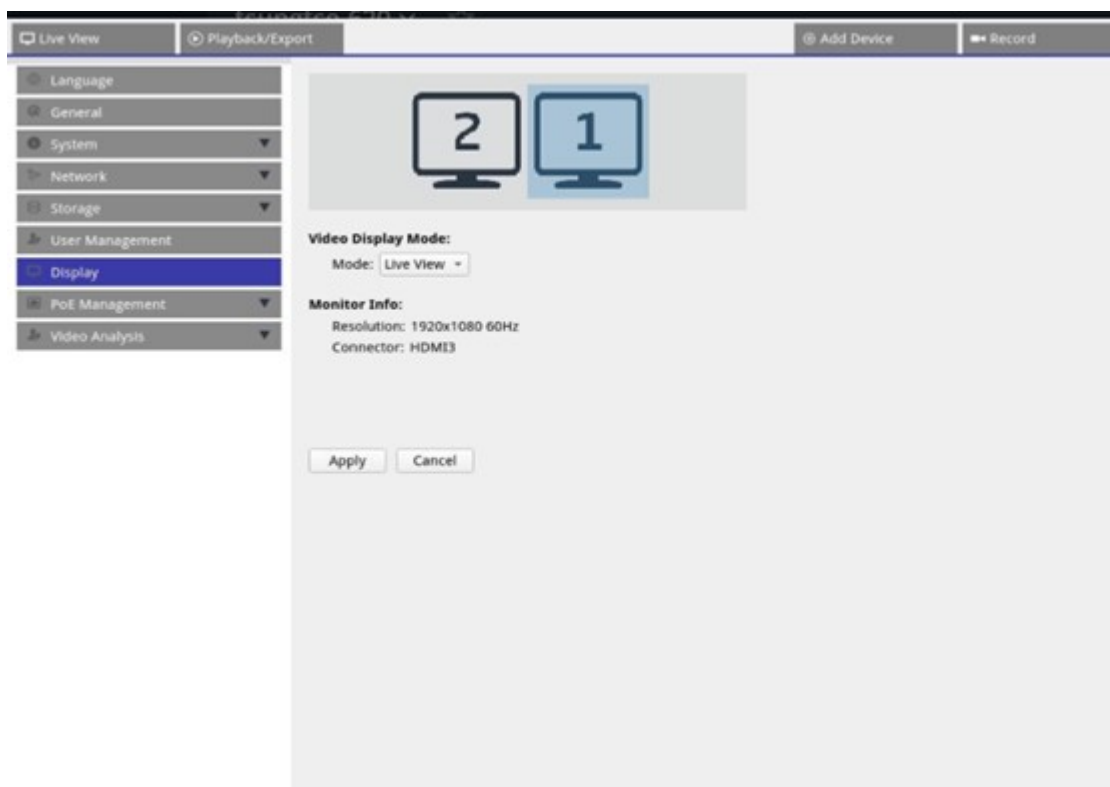 Live View
Playback/Export
Add Device
Record
Language
General
System
Network
Storage
User Management
Display
PoE Management
Video Analysis
2
1
Video Display Mode:
Mode: Live View
Monitor Info:
Resolution: 1920x1080 60Hz
Connector: HDMI3
Apply
Cancel